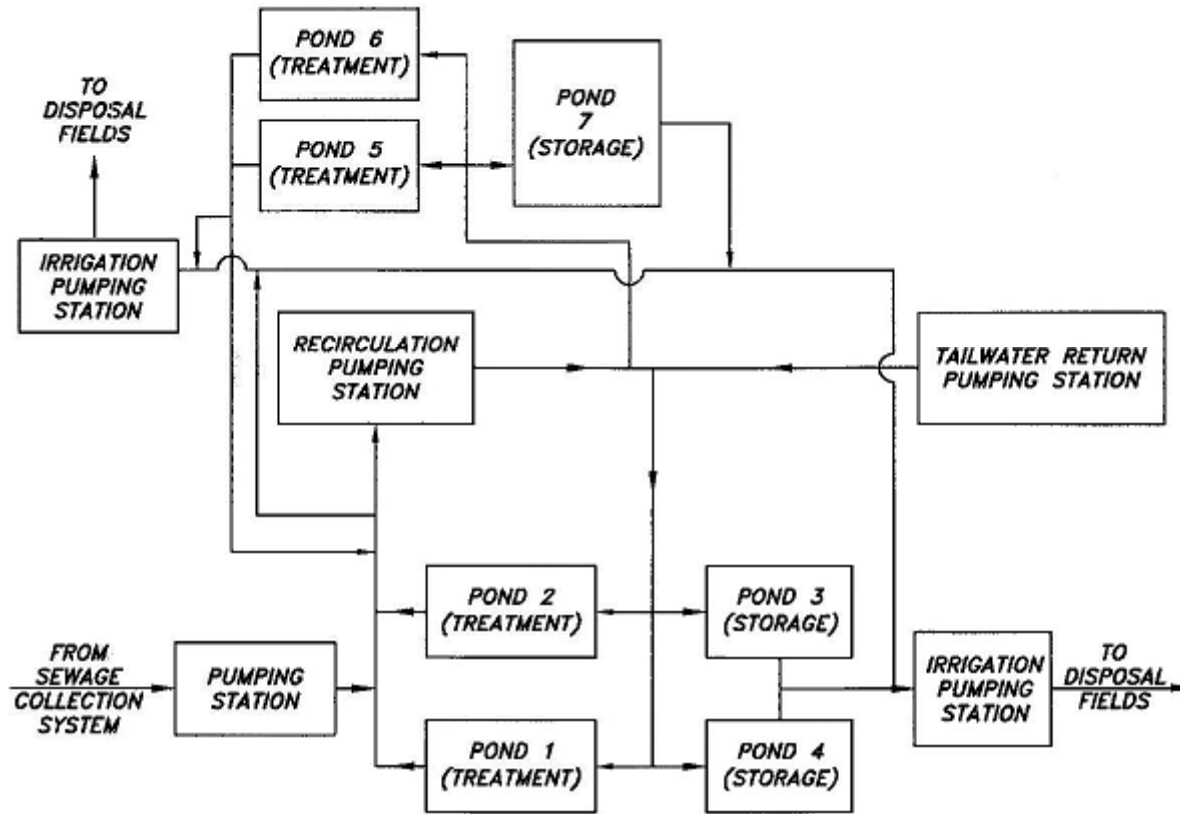 POND 6
(TREATMENT)
POND
7
(STORAGE)
TO
DISPOSAL
FIELDS
POND 5
(TREATMENT)
IRRIGATION
PUMPING
STATION
RECIRCULATION
PUMPING
STATION
TAILWATER RETURN
PUMPING STATION
POND 2
(TREATMENT)
POND 3
(STORAGE)
FROM
SEWAGE
COLLECTION
SYSTEM
PUMPING
STATION
IRRIGATION
PUMPING
STATION
TO
DISPOSAL
FIELDS
POND 1
(TREATMENT)
POND 4
(STORAGE)